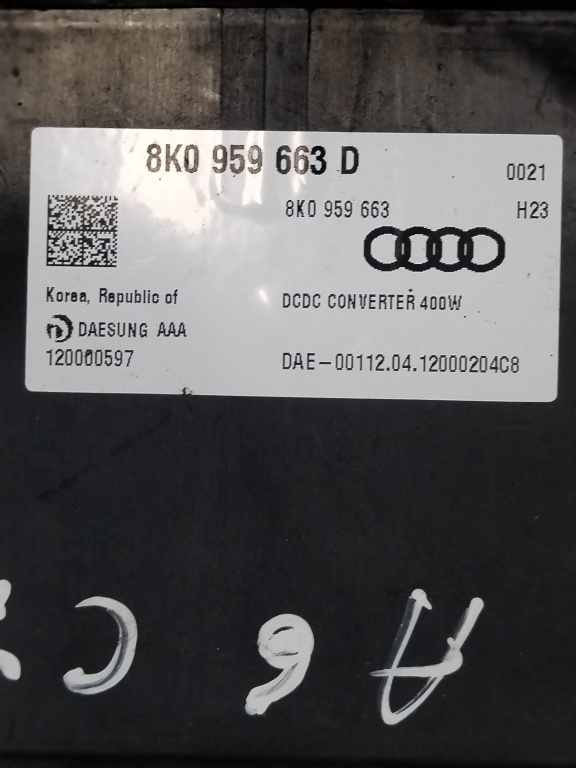 8K0 959 663 D
0021
8K0 959 663
H23
Korea, Republic of
DCDC CONVERTER 400W
DAESUNG AAA
120000597
DAE-00112.04.12000204C8